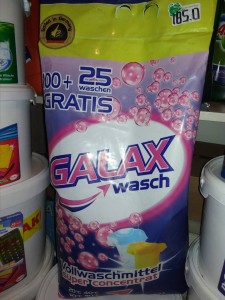 185.0
100 + 25
waschen
GRATIS
GALAX
wasch
Vollwaschmittel
super concentrat